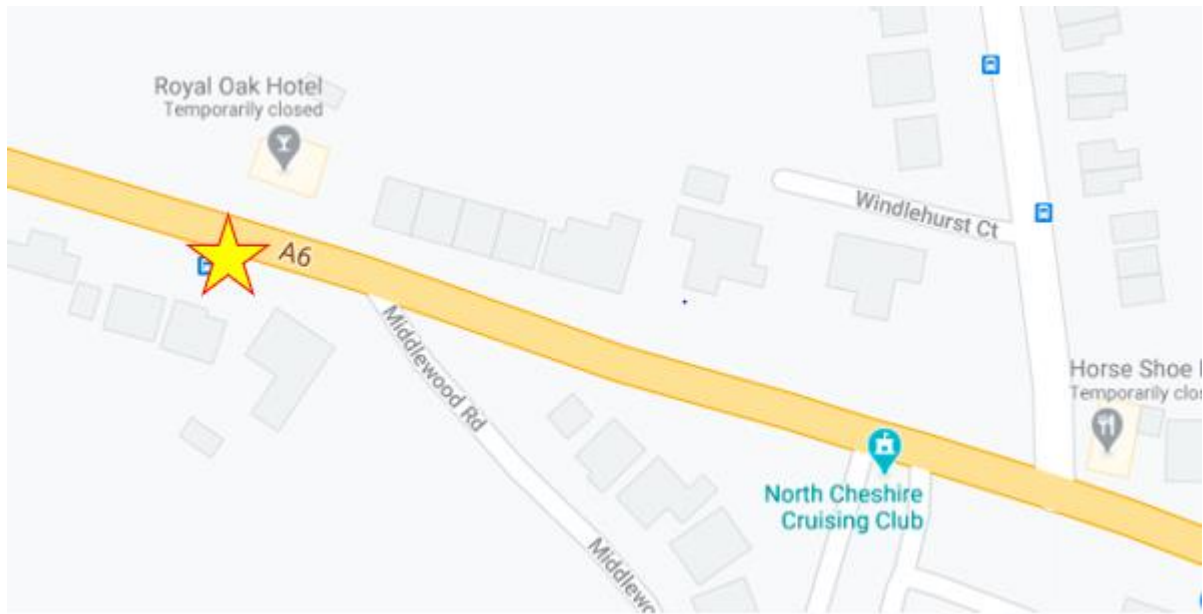 Royal Oak Hotel
Temporarily closed
Windlehurst Ct
A6
Middlewood Rd
Horse Shoe
Temporarily clos
North Cheshire
Cruising Club
Middlewo